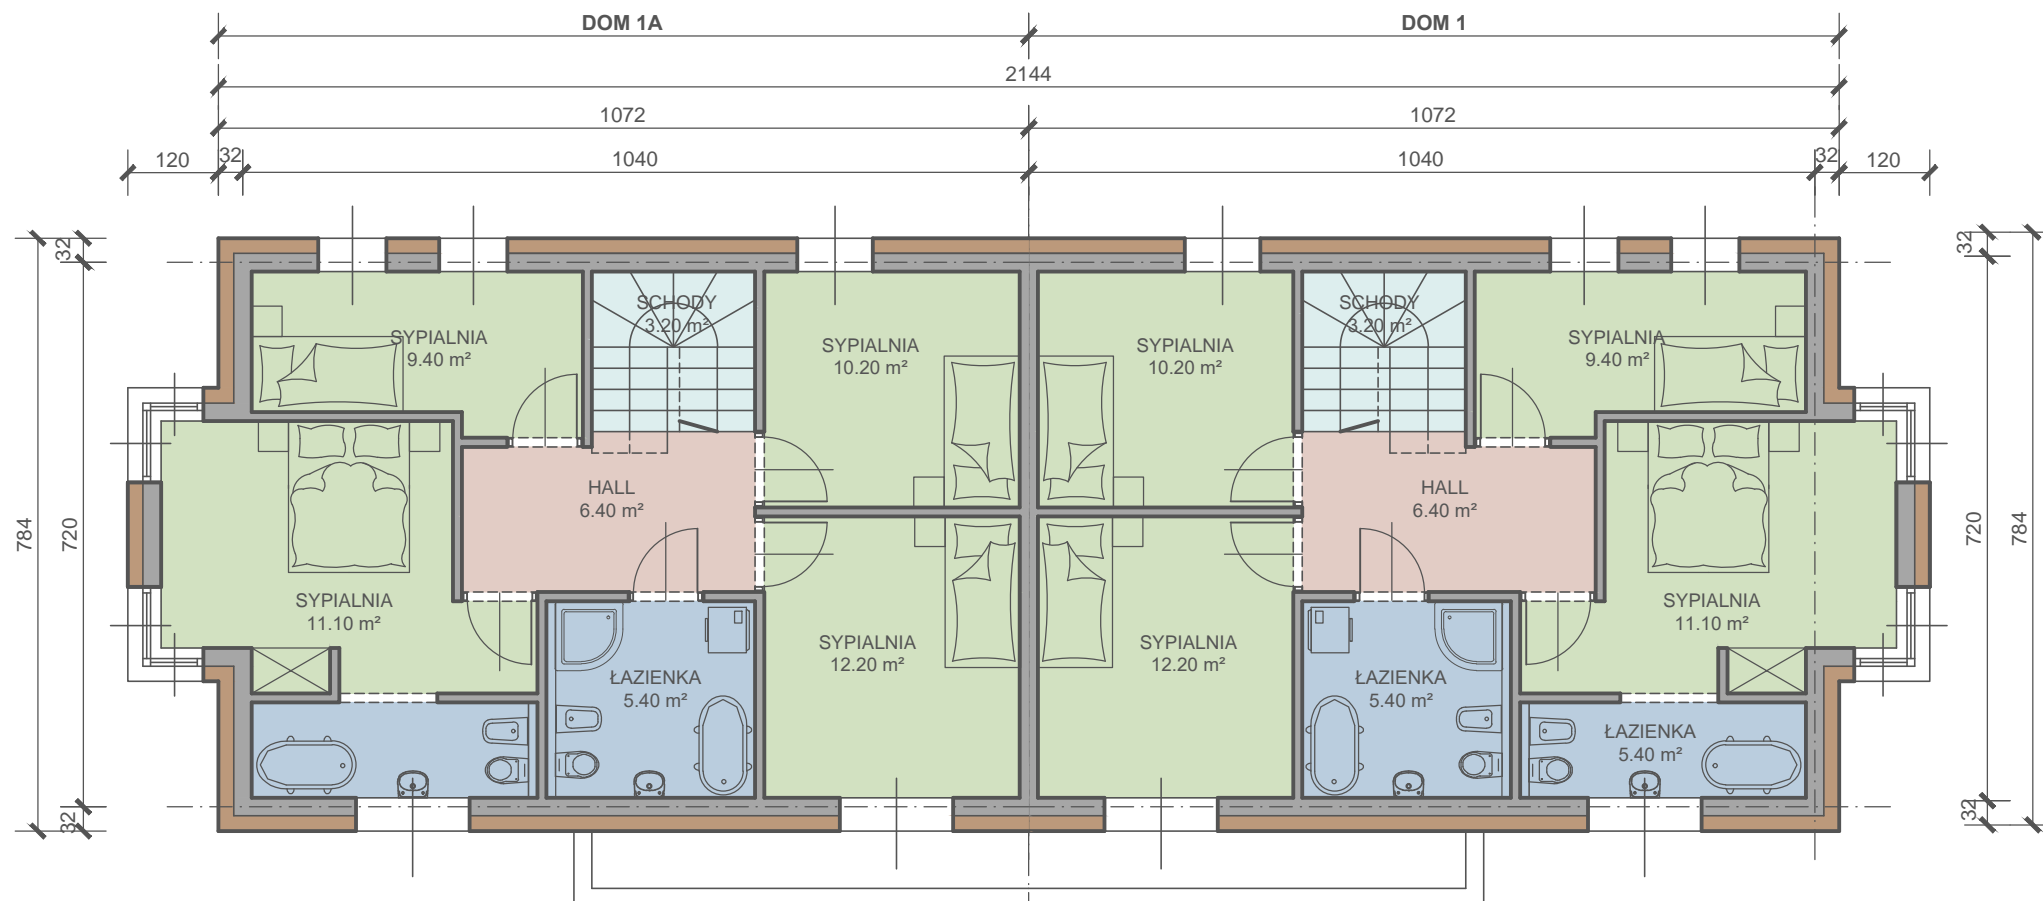 DOM 1A
DOM 1
2144
1072
1072
120
32
1040
1040
32
120
32
32
784
720
720
784
32
32
SYPIALNIA
9.40 m²
SCHODY
3.20 m²
SYPIALNIA
10.20 m²
SYPIALNIA
10.20 m²
SCHODY
3.20 m²
SYPIALNIA
9.40 m²
HALL
6.40 m²
HALL
6.40 m²
SYPIALNIA
11.10 m²
SYPIALNIA
12.20 m²
SYPIALNIA
12.20 m²
SYPIALNIA
11.10 m²
ŁAZIENKA
5.40 m²
ŁAZIENKA
5.40 m²
ŁAZIENKA
5.40 m²